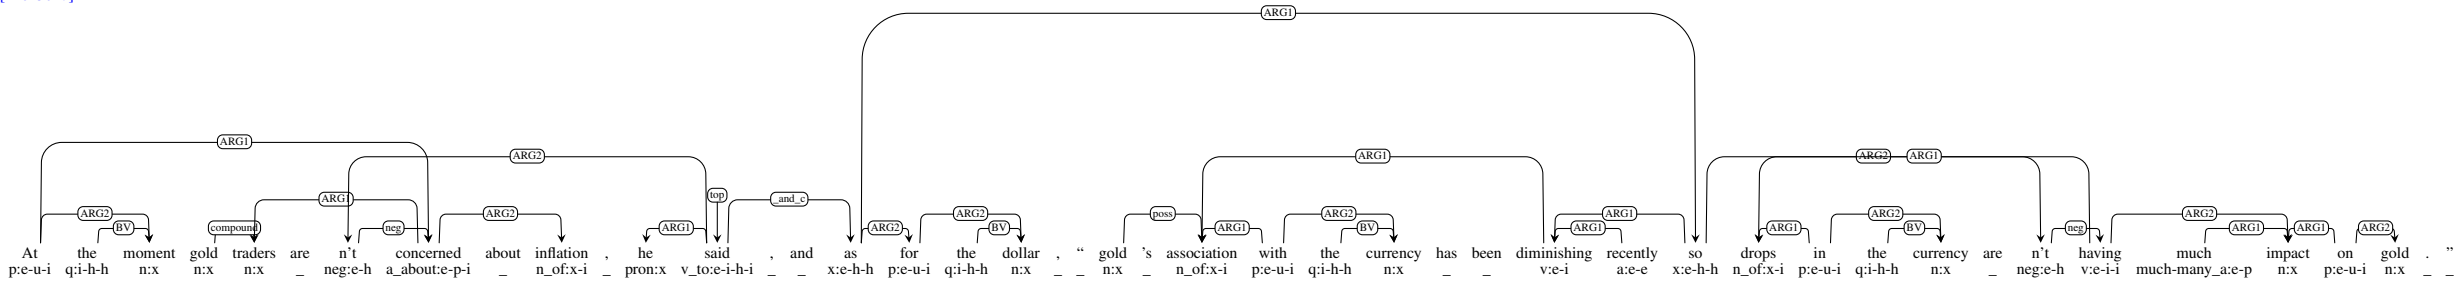 ARG1
ARG1
ARG2 ARG1 ARG2 ARG1
ARG1 top _and_c
ARG2 ARG2 ARG2 poss ARG2 ARG1 ARG2 ARG2
BV compound neg ARG1 ARG2 BV ARG1 BV ARG1 ARG1 BV neg ARG1 ARG1 ARG2
At the moment gold traders are n't concerned about inflation , he said , and as for the dollar , “ gold 's association with the currency has been diminishing recently so drops in the currency are n't having much impact on gold . ”
p:e-u-i q:i-h-h n:x n:x n:x _ neg:e-h a_about:e-p-i _ n_of:x-i _ pron:x v_to:e-i-h-i _ _ x:e-h-h p:e-u-i q:i-h-h n:x _ _ n:x _ n_of:x-i p:e-u-i q:i-h-h n:x _ _ v:e-i a:e-e x:e-h-h n_of:x-i p:e-u-i q:i-h-h n:x _ neg:e-h v:e-i-i much-many_a:e-p n:x p:e-u-i n:x _ _